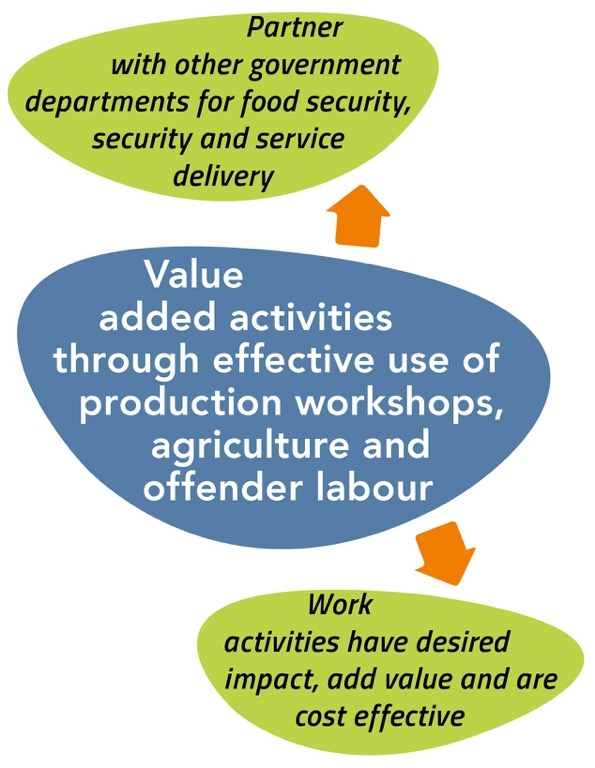 Partner
with other government
departments for food security,
security and service
delivery
Value
added activities
through effective use of
production workshops,
agriculture and
offender labour
Work
activities have desired
impact, add value and are
cost effective